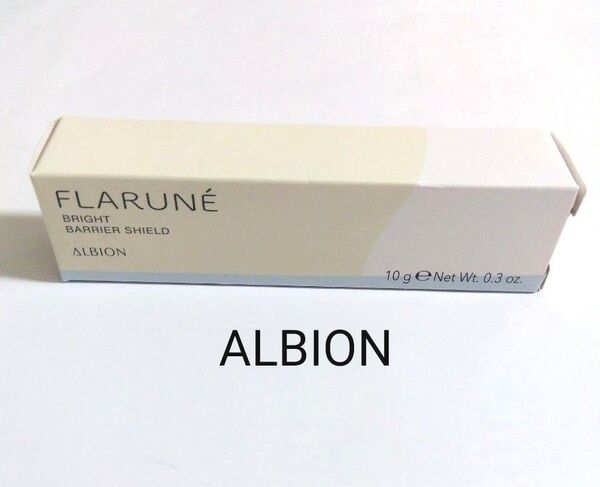 FLARUNÉ
BRIGHT
BARRIER SHIELD
ALBION
10 g ℮ Net Wt. 0.3 oz.
ALBION